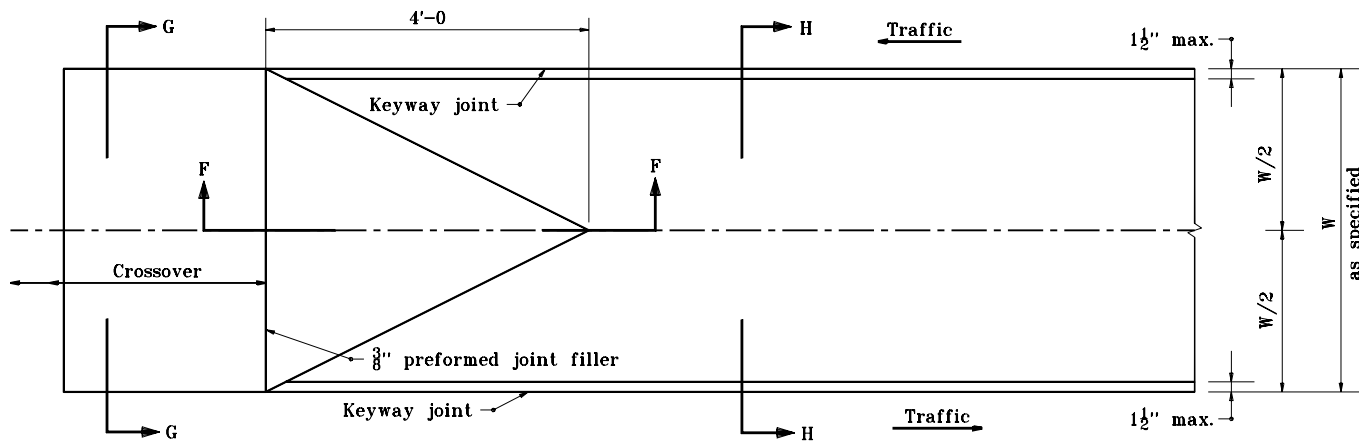 4'-0
G
H
Traffic
1½" max.
Keyway joint
F
F
W/2
W
as specified
Crossover
W/2
⅜" preformed joint filler
Keyway joint
Traffic
1½" max.
G
H